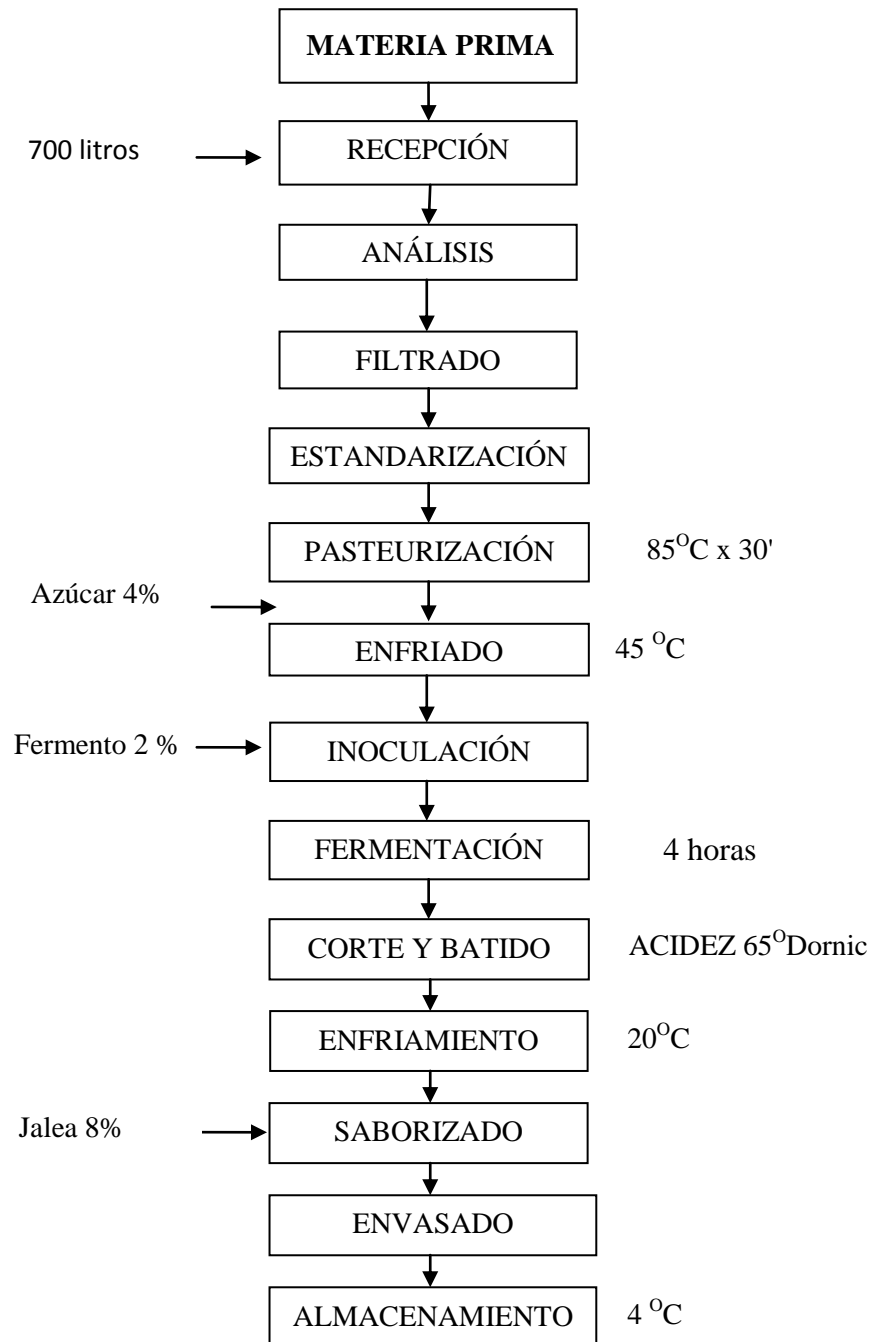 MATERIA PRIMA
700 litros
RECEPCIÓN
ANÁLISIS
FILTRADO
ESTANDARIZACIÓN
PASTEURIZACIÓN
85°C x 30'
Azúcar 4%
ENFRIADO
45 °C
Fermento 2 %
INOCULACIÓN
FERMENTACIÓN
4 horas
CORTE Y BATIDO
ACIDEZ 65°Dornic
ENFRIAMIENTO
20°C
Jalea 8%
SABORIZADO
ENVASADO
ALMACENAMIENTO
4 °C